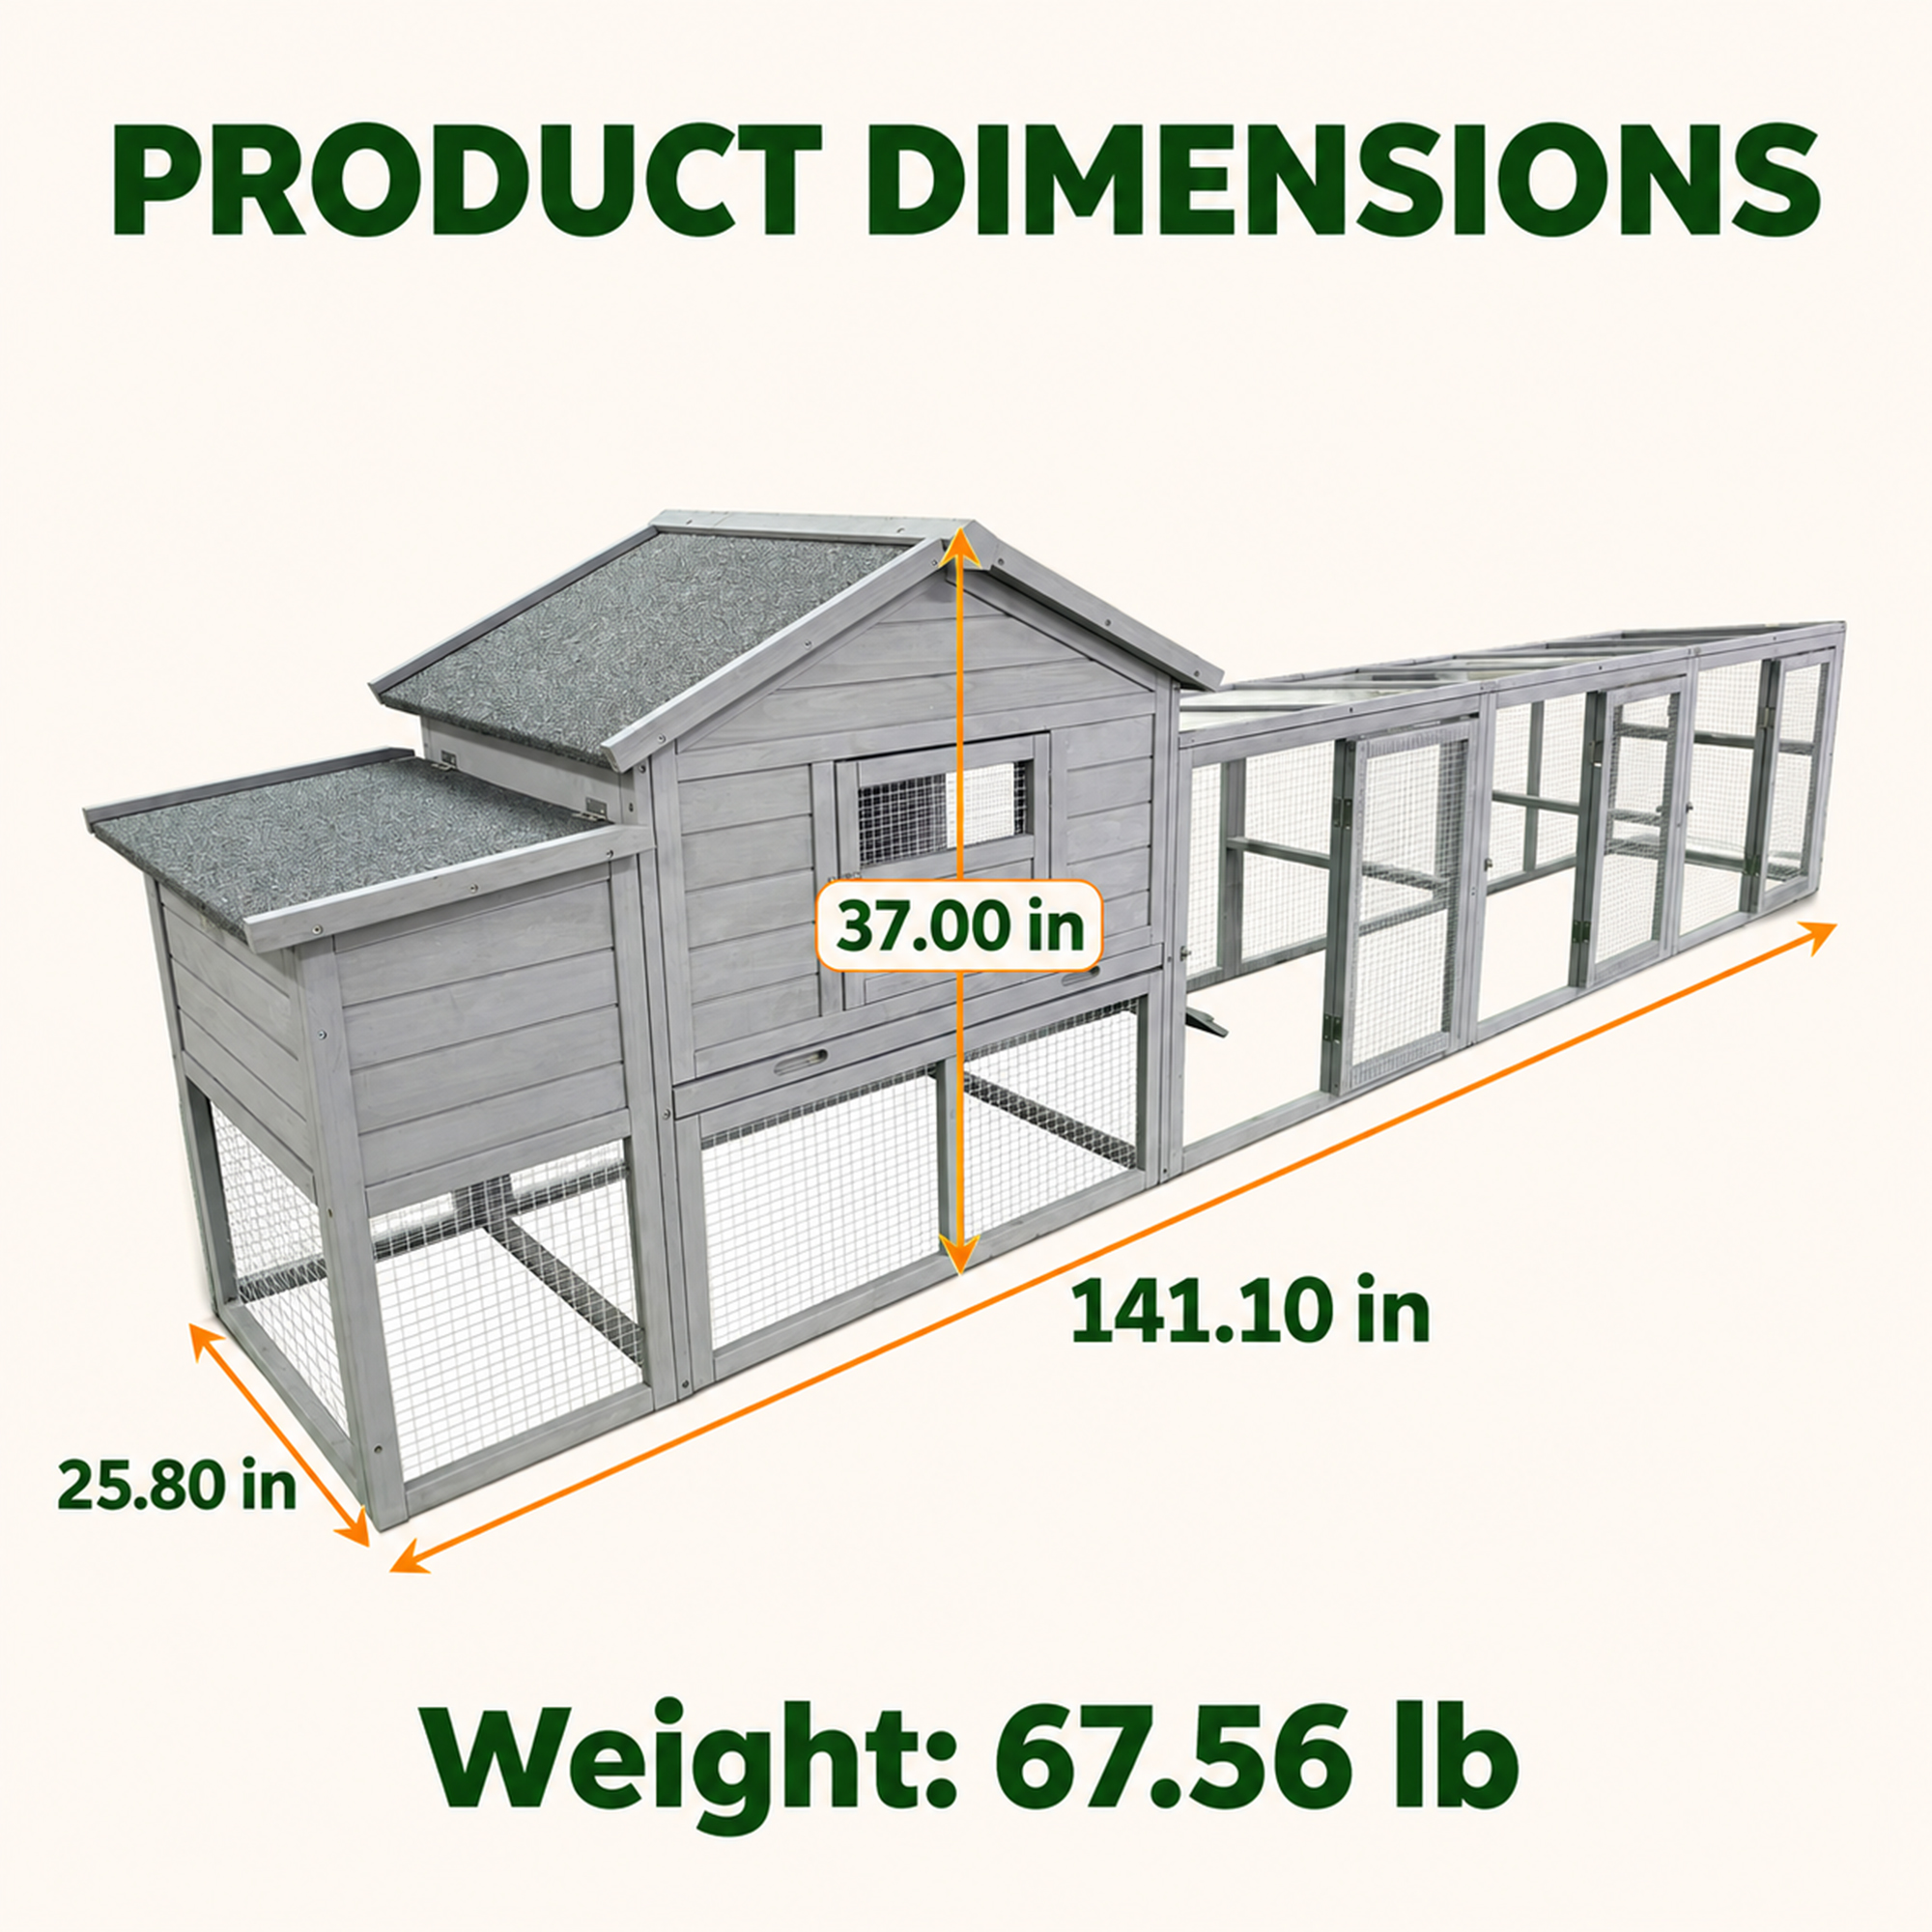 PRODUCT DIMENSIONS
37.00 in
141.10 in
25.80 in
Weight: 67.56 lb